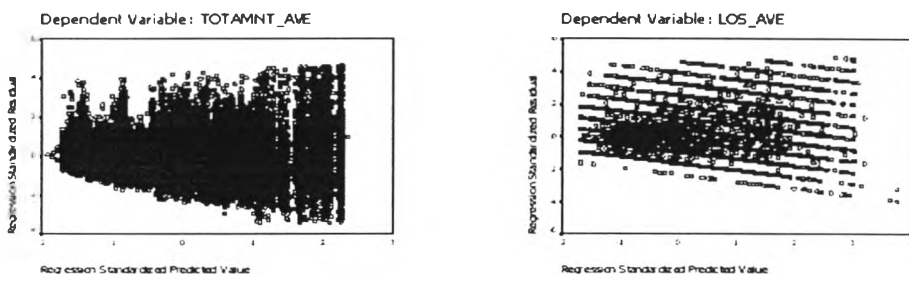 Dependent Variable: TOTAMNT_AVE
Regression Standardized Residual
Regression Standardized Predicted Value
Dependent Variable: LOS_AVE
Regression Standardized Residual
Regression Standardized Predicted Value